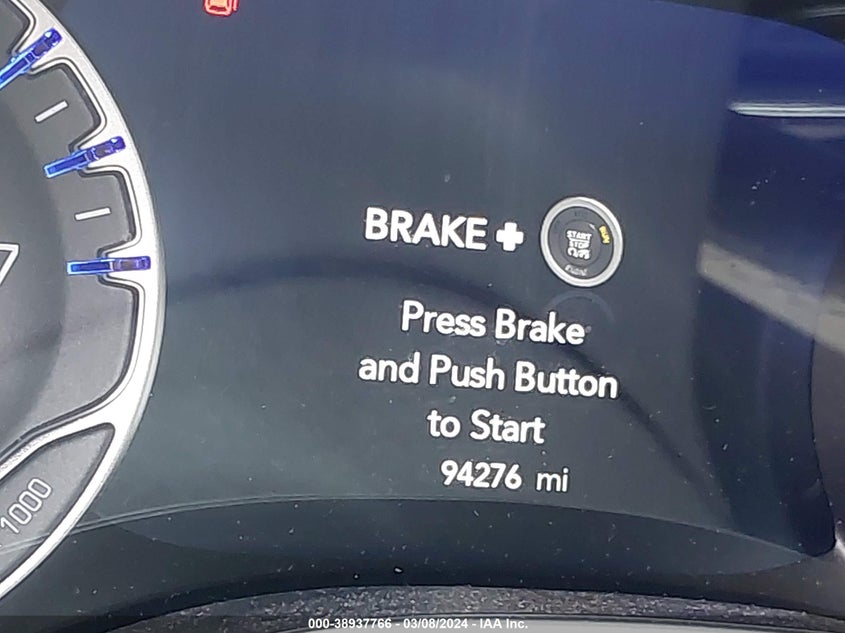 BRAKE +
START
STOP
RUN
Press Brake
and Push Button
to Start
94276 mi
1000
000-38937766 - 03/08/2024 - IAA Inc.